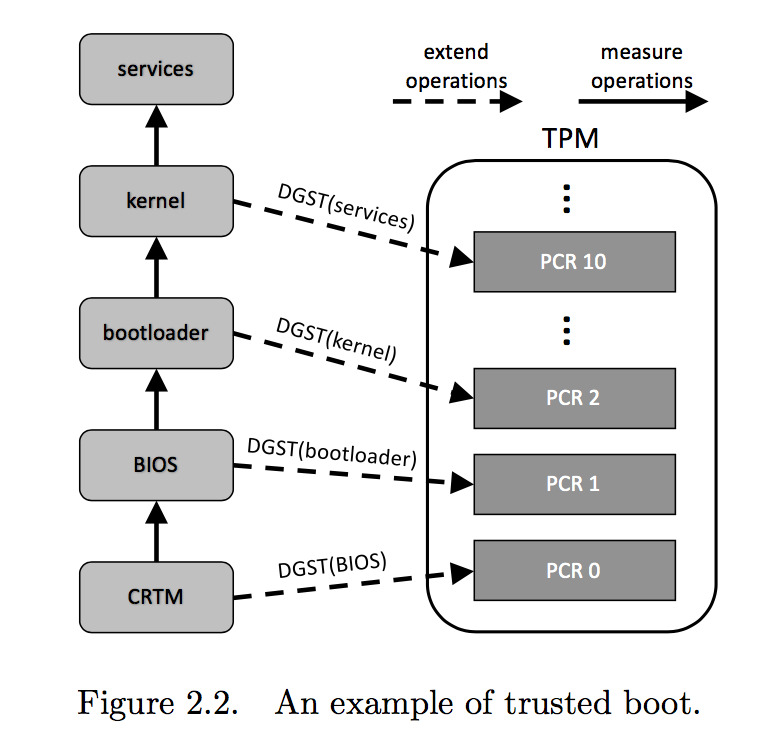 services
kernel
bootloader
BIOS
CRTM
extend
operations
measure
operations
TPM
DGST(services)
DGST(kernel)
DGST(bootloader)
DGST(BIOS)
PCR 10
PCR 2
PCR 1
PCR 0
Figure 2.2. An example of trusted boot.